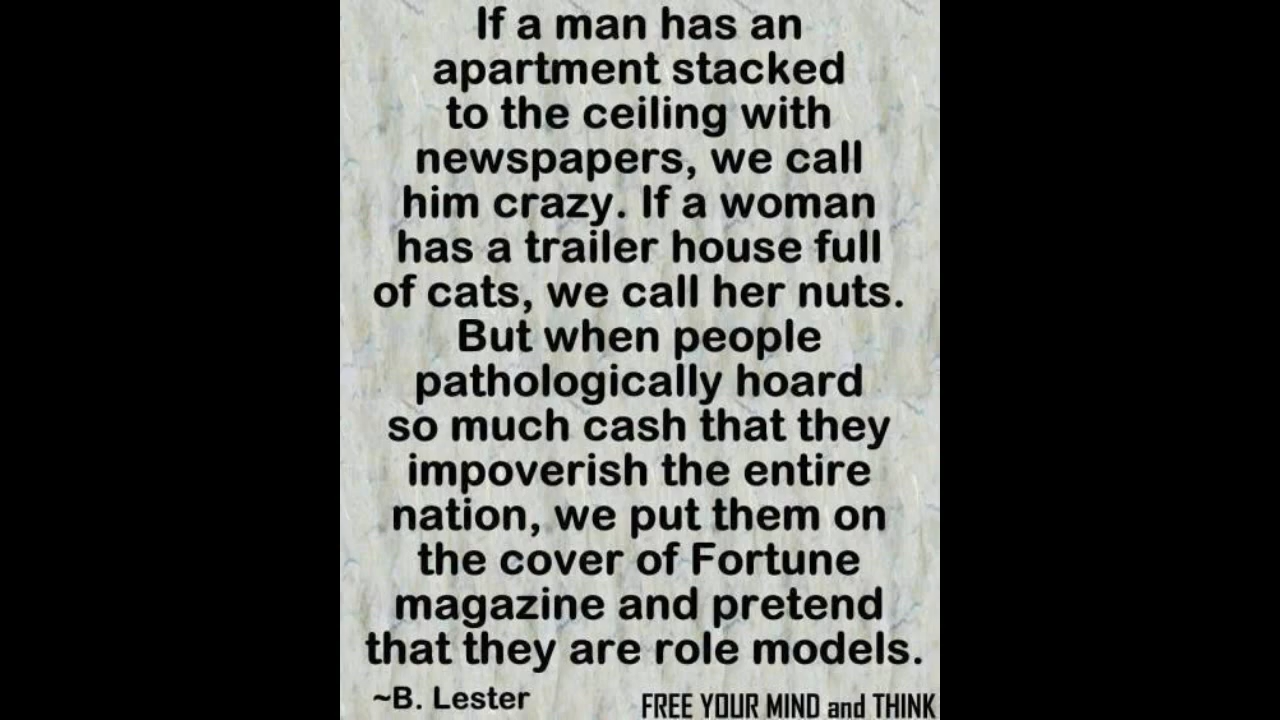 If a man has an
apartment stacked
to the ceiling with
newspapers, we call
him crazy. If a woman
has a trailer house full
of cats, we call her nuts.
But when people
pathologically hoard
so much cash that they
impoverish the entire
nation, we put them on
the cover of Fortune
magazine and pretend
that they are role models.
~B. Lester
FREE YOUR MIND and THINK